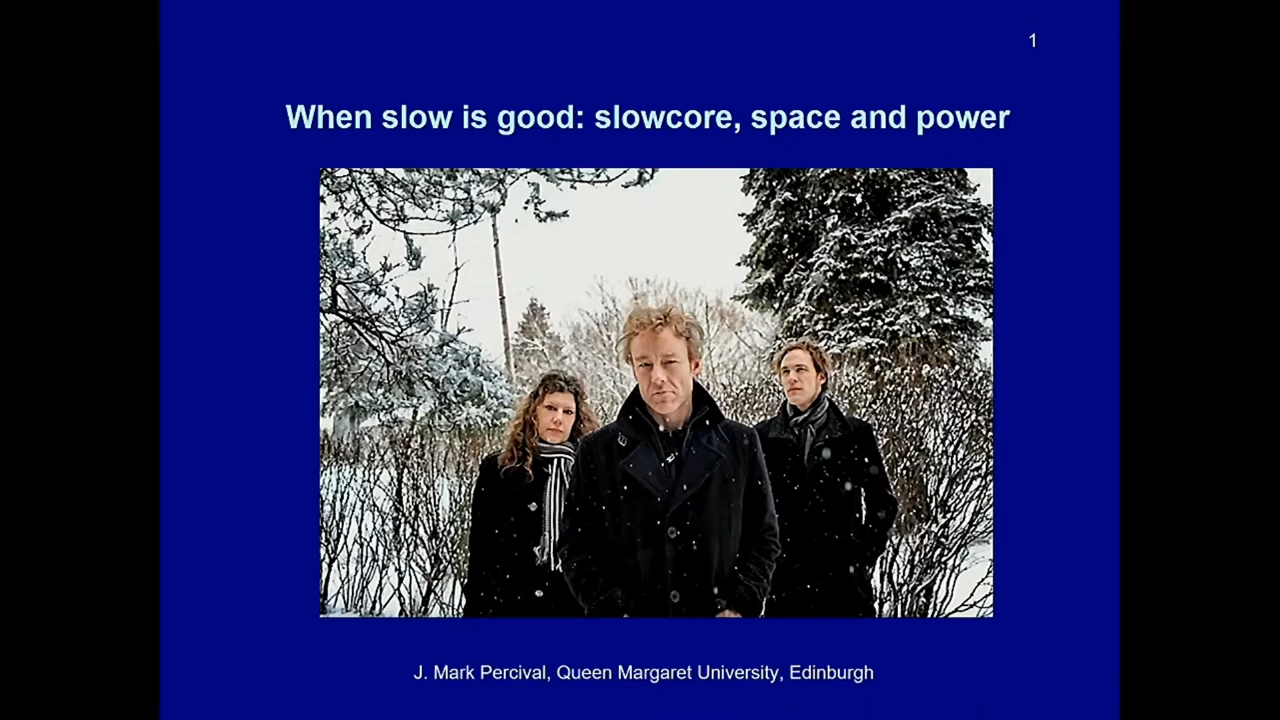 1
When slow is good: slowcore, space and power
J. Mark Percival, Queen Margaret University, Edinburgh